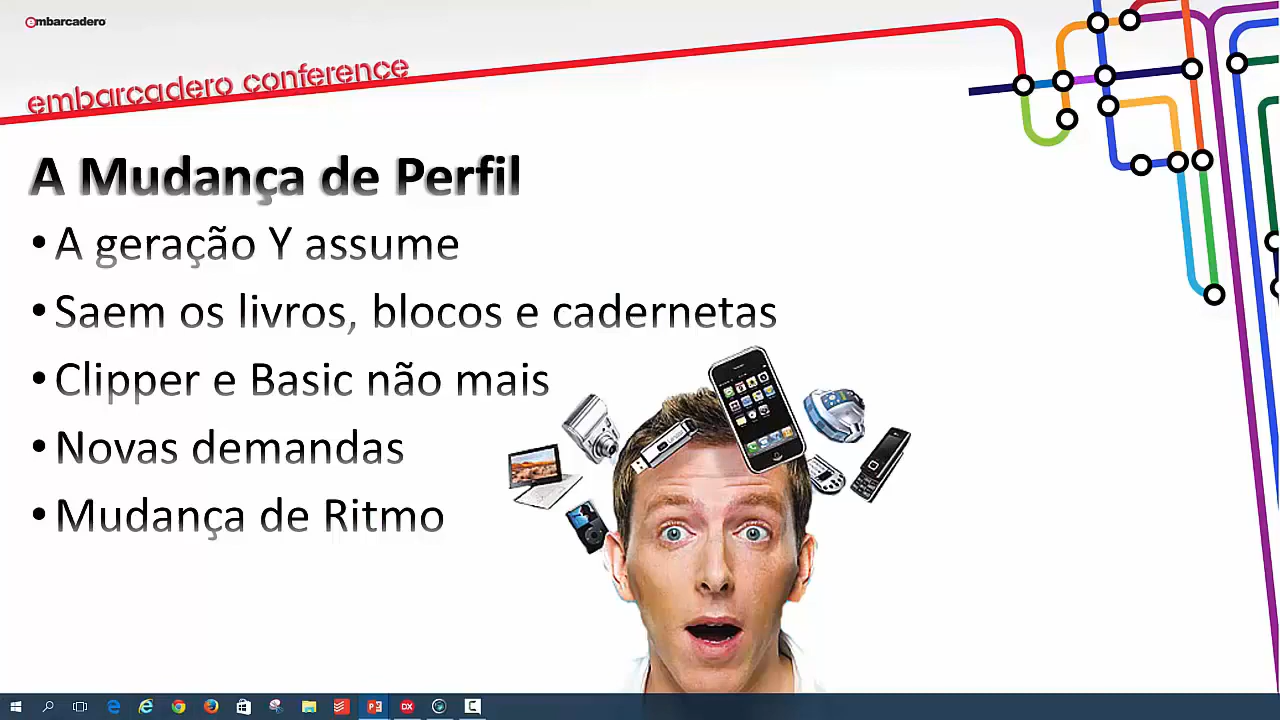 embarcadero
embarcadero conference
A Mudança de Perfil
• A geração Y assume
• Saem os livros, blocos e cadernetas
• Clipper e Basic não mais
• Novas demandas
• Mudança de Ritmo
DX